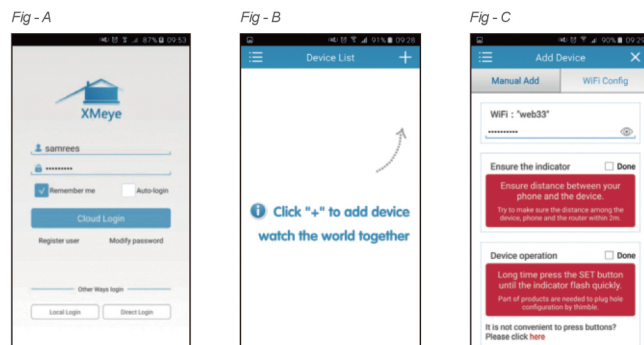 Fig - A
Fig - B
Fig - C
87% 09:53
91% 09:28
90% 09:29
Device List
+
Add Device
X
Manual Add
WiFi Config
XMeye
samrees
•••••••••
Remember me
Auto-login
Cloud Login
Register user
Modify password
Other Ways login
Local Login
Direct Login
Click "+" to add device
watch the world together
WiFi : "web33"
••••••••••
Ensure the indicator
Done
Ensure distance between your
phone and the device.
Try to make sure the distance among the
device, phone and the router within 2m.
Device operation
Done
Long time press the SET button
until the indicator flash quickly.
Part of products are needed to plug hole
configuration by thimble.
It is not convenient to press buttons?
Please click here